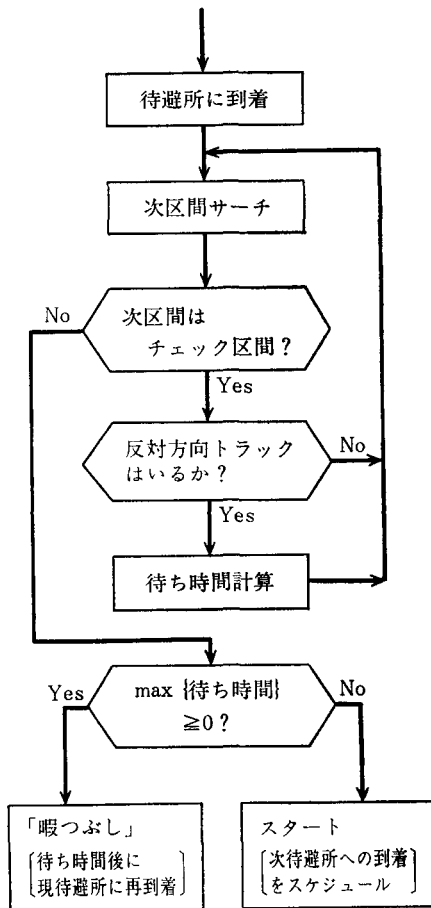 待避所に到着
次区間サーチ
No
次区間は
チェック区間？
Yes
反対方向トラック
はいるか？
No
Yes
待ち時間計算
Yes
max {待ち時間}
≧0？
No
「暇つぶし」
[待ち時間後に
現待避所に再到着]
スタート
[次待避所への到着
をスケジュール]